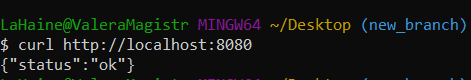 LaHaine@ValeraMagistr MINGW64 ~/Desktop (new_branch)
$ curl http://localhost:8080
{"status":"ok"}